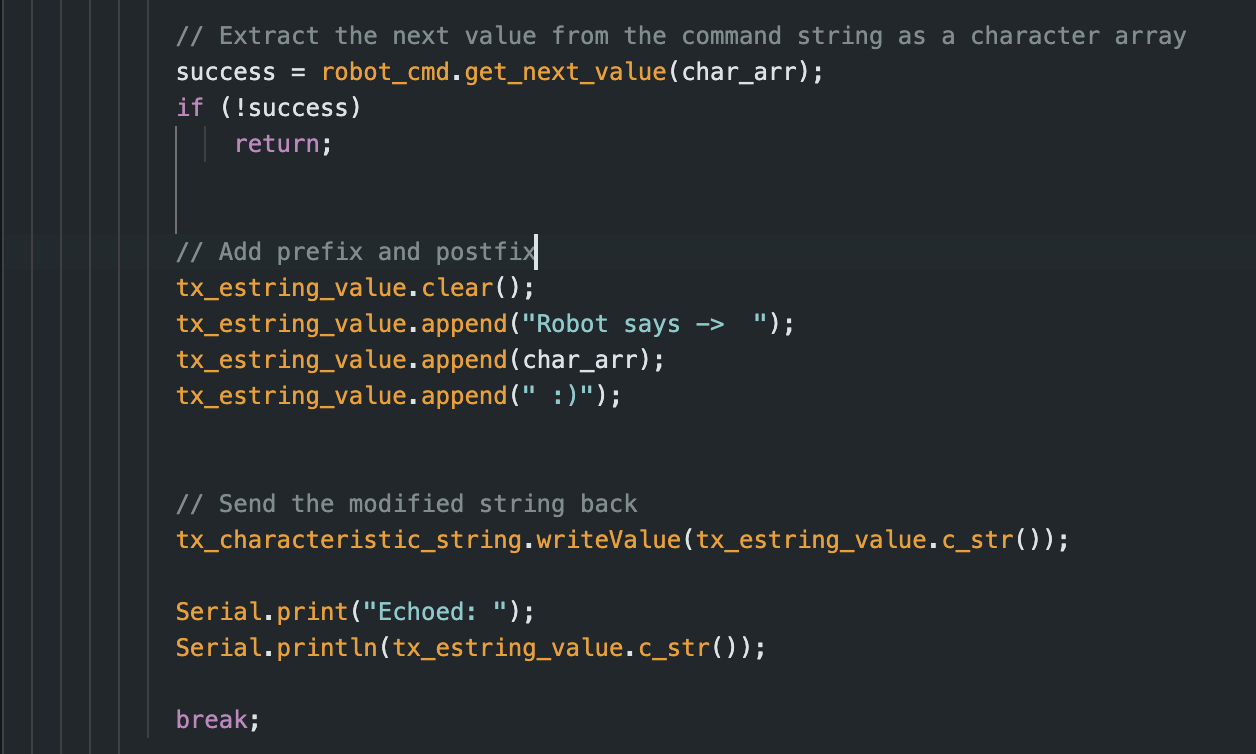 // Extract the next value from the command string as a character array
success = robot_cmd.get_next_value(char_arr);
if (!success)
return;
// Add prefix and postfix
tx_estring_value.clear();
tx_estring_value.append("Robot says ->  ");
tx_estring_value.append(char_arr);
tx_estring_value.append(" :)");
// Send the modified string back
tx_characteristic_string.writeValue(tx_estring_value.c_str());
Serial.print("Echoed: ");
Serial.println(tx_estring_value.c_str());
break;